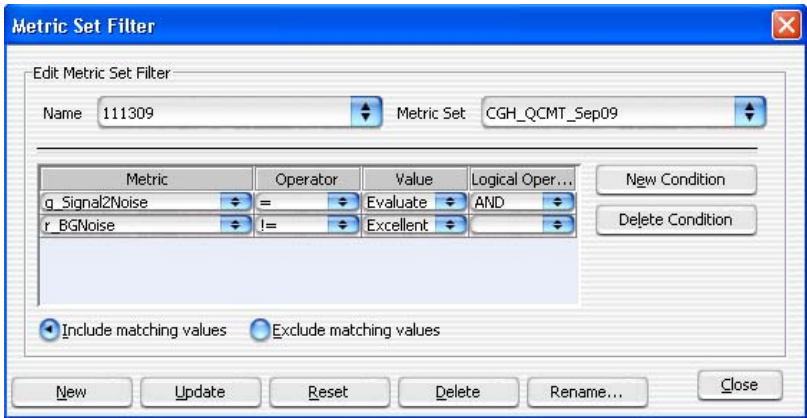 Metric Set Filter
Edit Metric Set Filter
Name 111309 Metric Set CGH_QCMT_Sep09
Metric Operator Value Logical Oper... New Condition
g_Signal2Noise = Evaluate AND
r_BGNoise != Excellent Delete Condition
Include matching values Exclude matching values
New Update Reset Delete Rename... Close